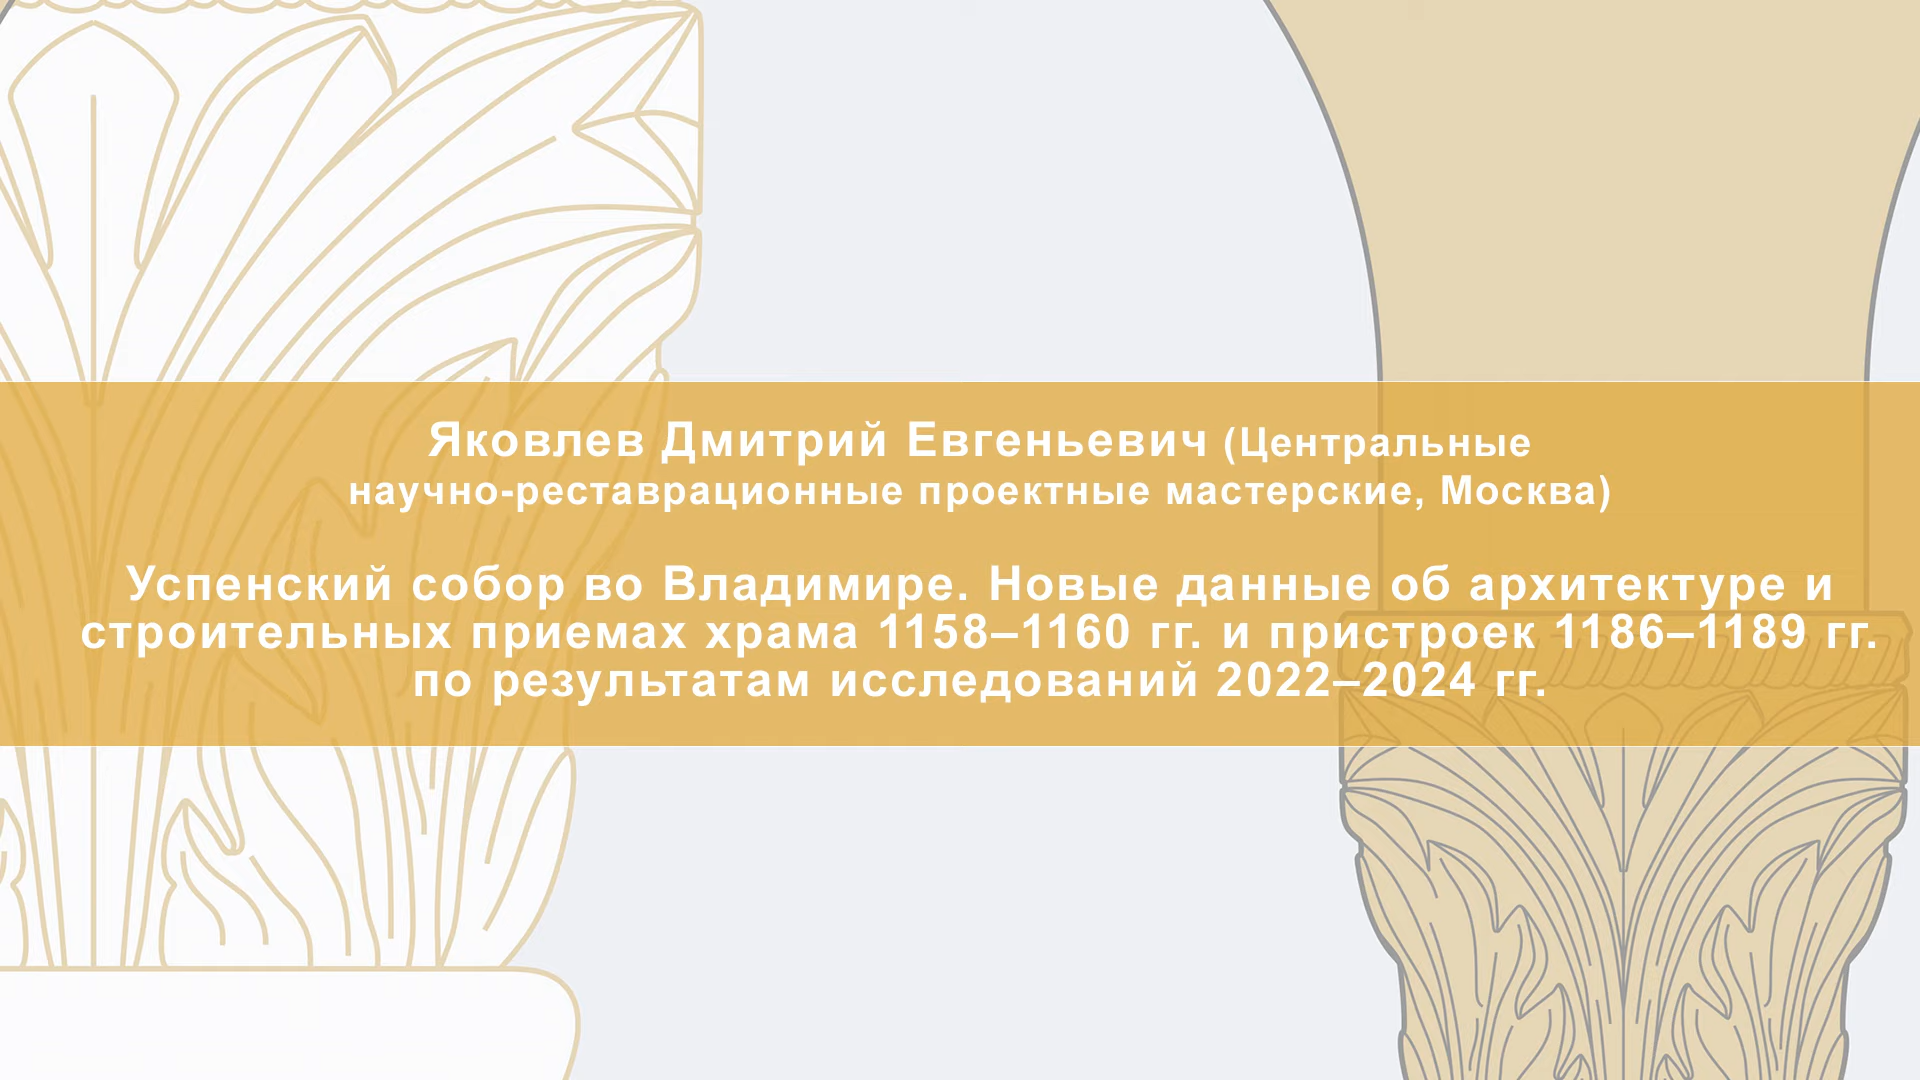 Яковлев Дмитрий Евгеньевич (Центральные
научно-реставрационные проектные мастерские, Москва)
Успенский собор во Владимире. Новые данные об архитектуре и
строительных приемах храма 1158–1160 гг. и пристроек 1186–1189 гг.
по результатам исследований 2022–2024 гг.